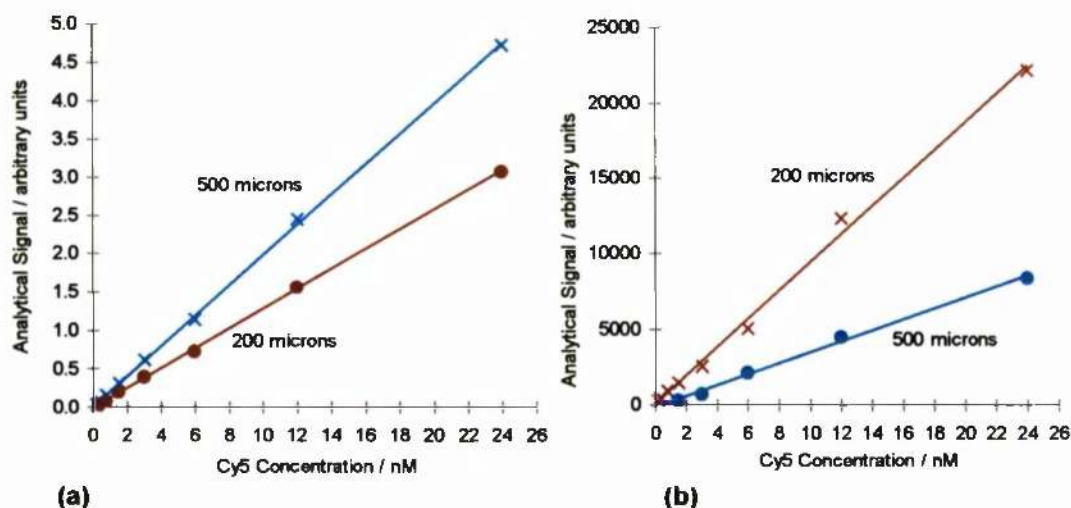 5.0
4.5
4.0
3.5
3.0
2.5
2.0
1.5
1.0
0.5
0.0
Analytical Signal / arbitrary units
500 microns
200 microns
0 2 4 6 8 10 12 14 16 18 20 22 24 26
Cy5 Concentration / nM
(a)
25000
20000
15000
10000
5000
0
Analytical Signal / arbitrary units
200 microns
500 microns
0 2 4 6 8 10 12 14 16 18 20 22 24 26
Cy5 Concentration / nM
(b)